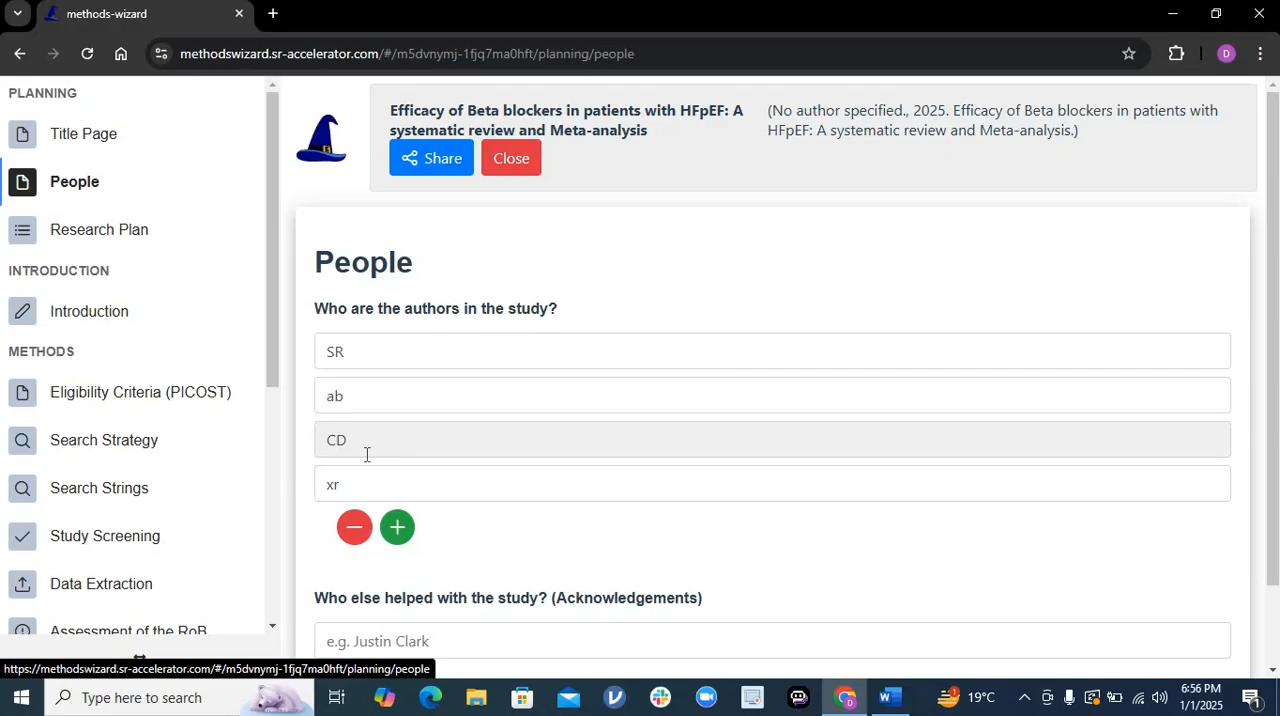 methods-wizard
methodswizard.sr-accelerator.com/#/m5dvnymj-1fjq7ma0hft/planning/people
D
PLANNING
Title Page
People
Research Plan
INTRODUCTION
Introduction
METHODS
Eligibility Criteria (PICOST)
Search Strategy
Search Strings
Study Screening
Data Extraction
Assessment of the RoB
Efficacy of Beta blockers in patients with HFpEF: A
systematic review and Meta-analysis
Share
Close
(No author specified., 2025. Efficacy of Beta blockers in patients with
HFpEF: A systematic review and Meta-analysis.)
People
Who are the authors in the study?
SR
ab
CD
xr
Who else helped with the study? (Acknowledgements)
e.g. Justin Clark
https://methodswizard.sr-accelerator.com/#/m5dvnymj-1fjq7ma0hft/planning/people
Type here to search
19°C
6:56 PM
1/1/2025